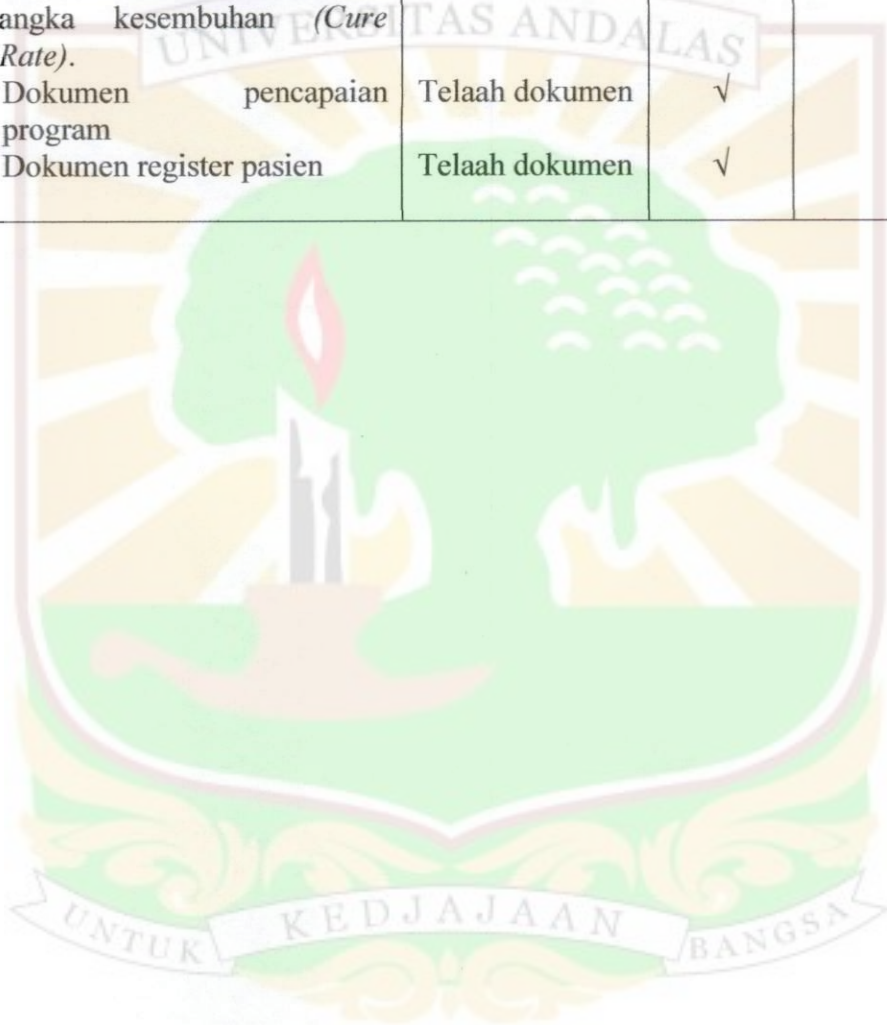 angka kesembuhan (Cure
Rate).
UNIVERSITAS ANDALAS
Dokumen pencapaian Telaah dokumen √
program
Dokumen register pasien Telaah dokumen √
UNTUK KEDJAJAAN BANGSA